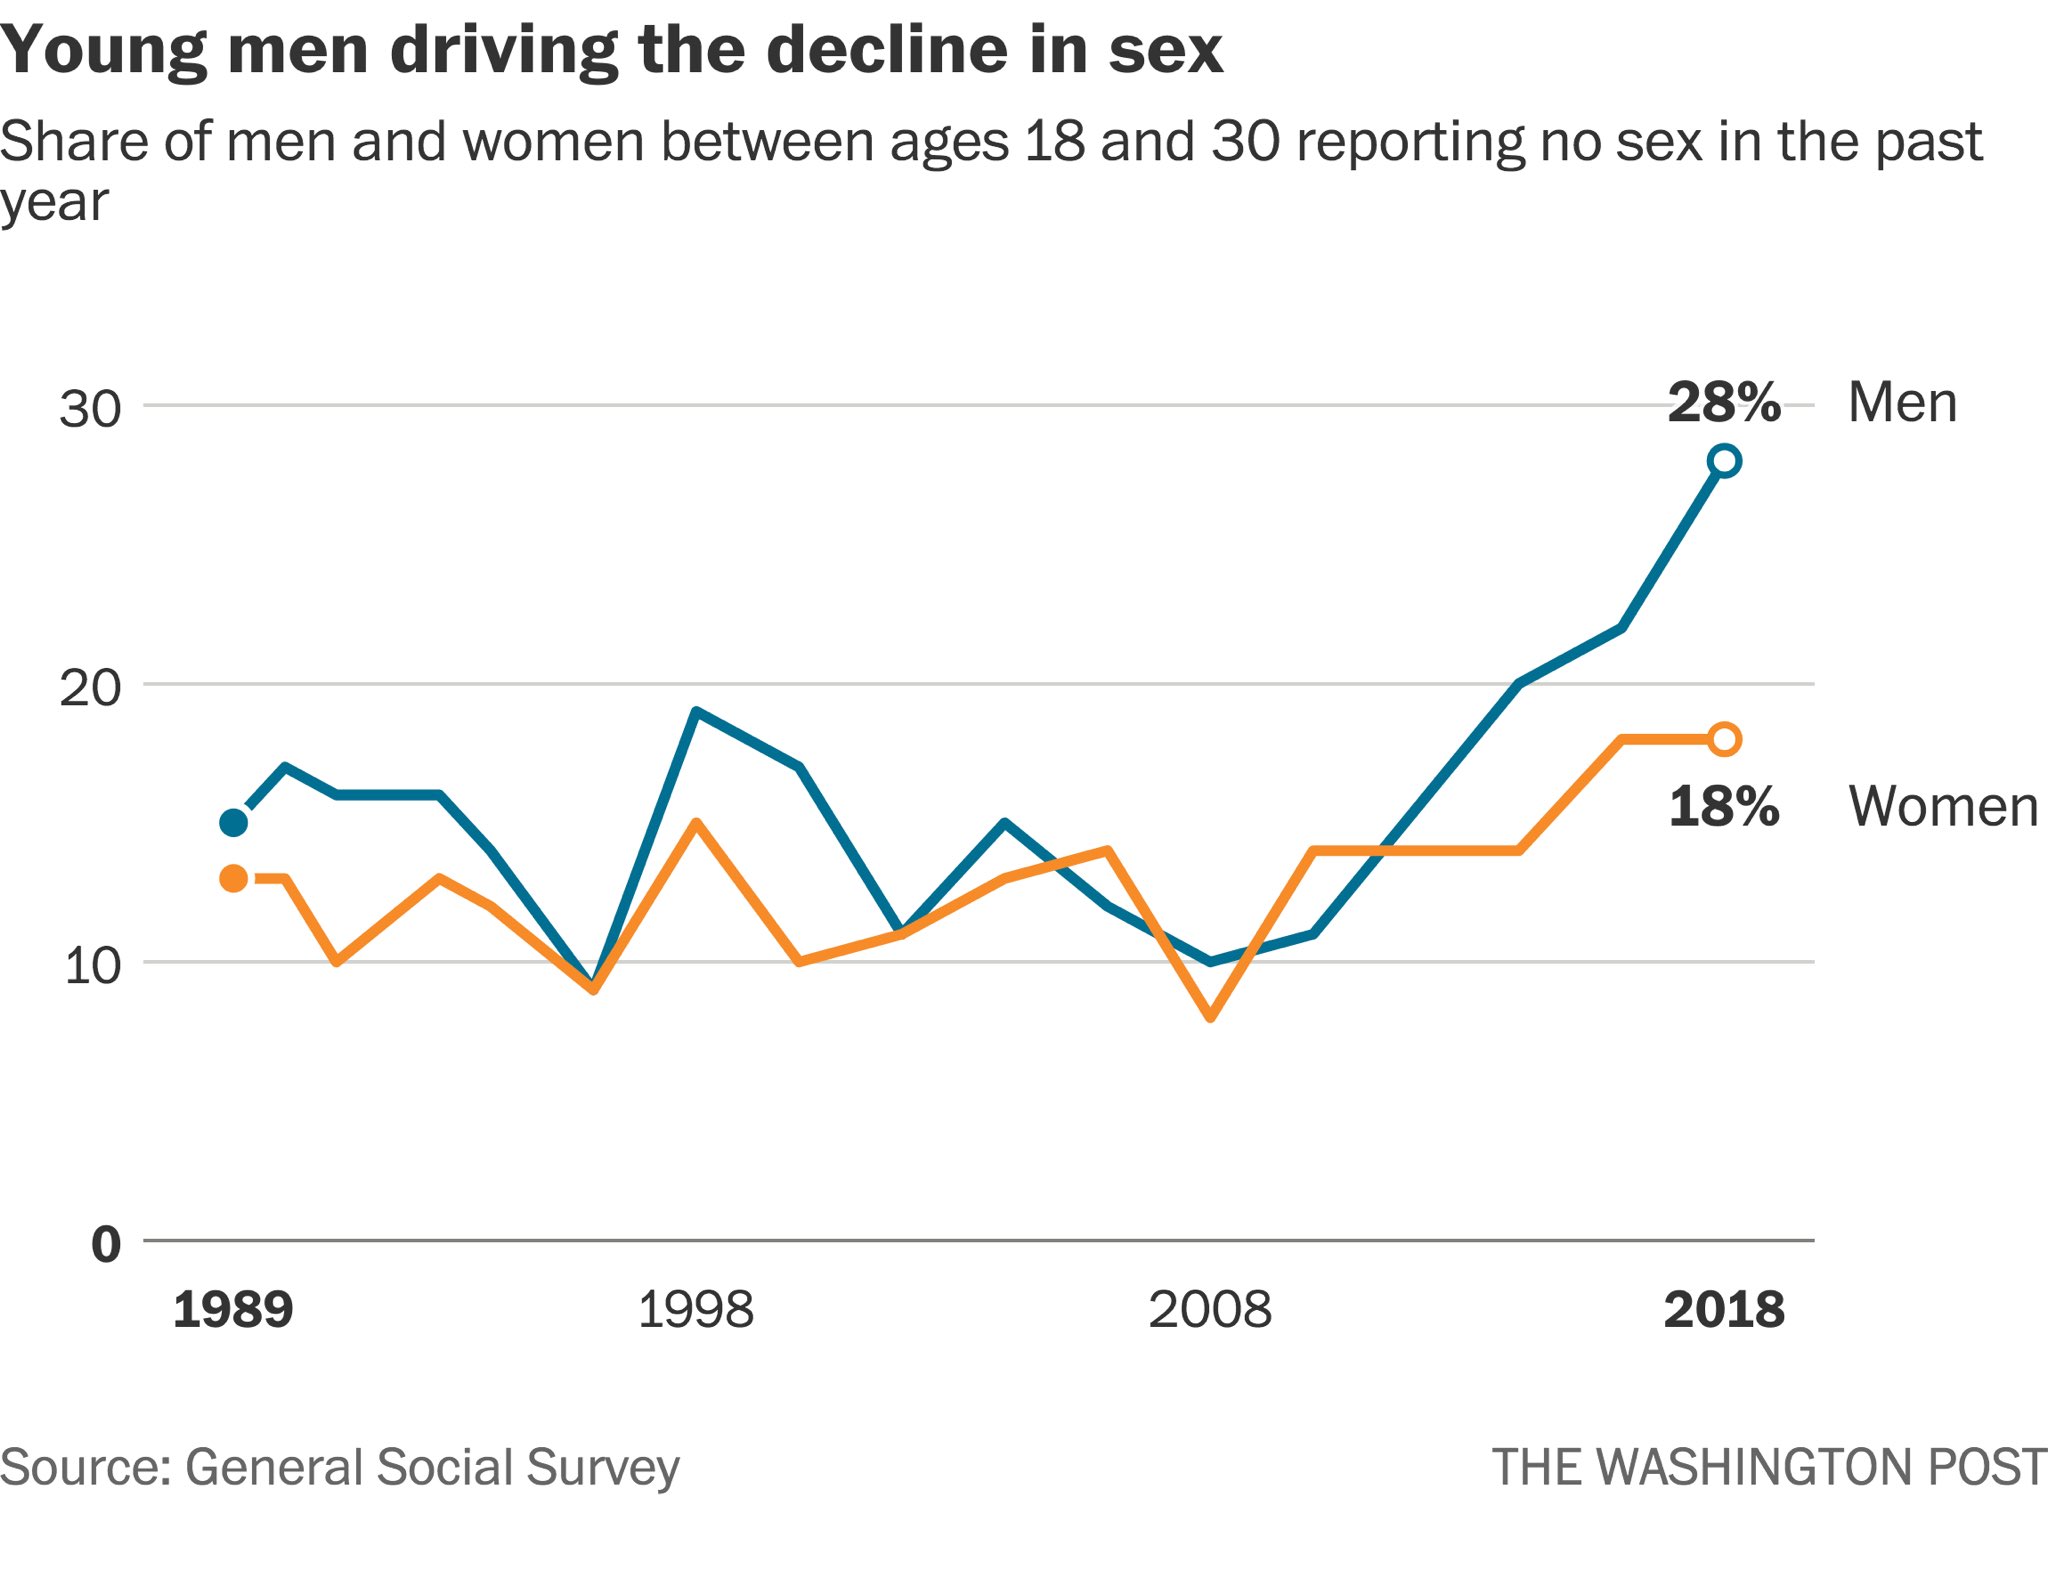 Young men driving the decline in sex
Share of men and women between ages 18 and 30 reporting no sex in the past
year
30
28%
Men
20
18%
Women
10
0
1989
1998
2008
2018
Source: General Social Survey
THE WASHINGTON POST